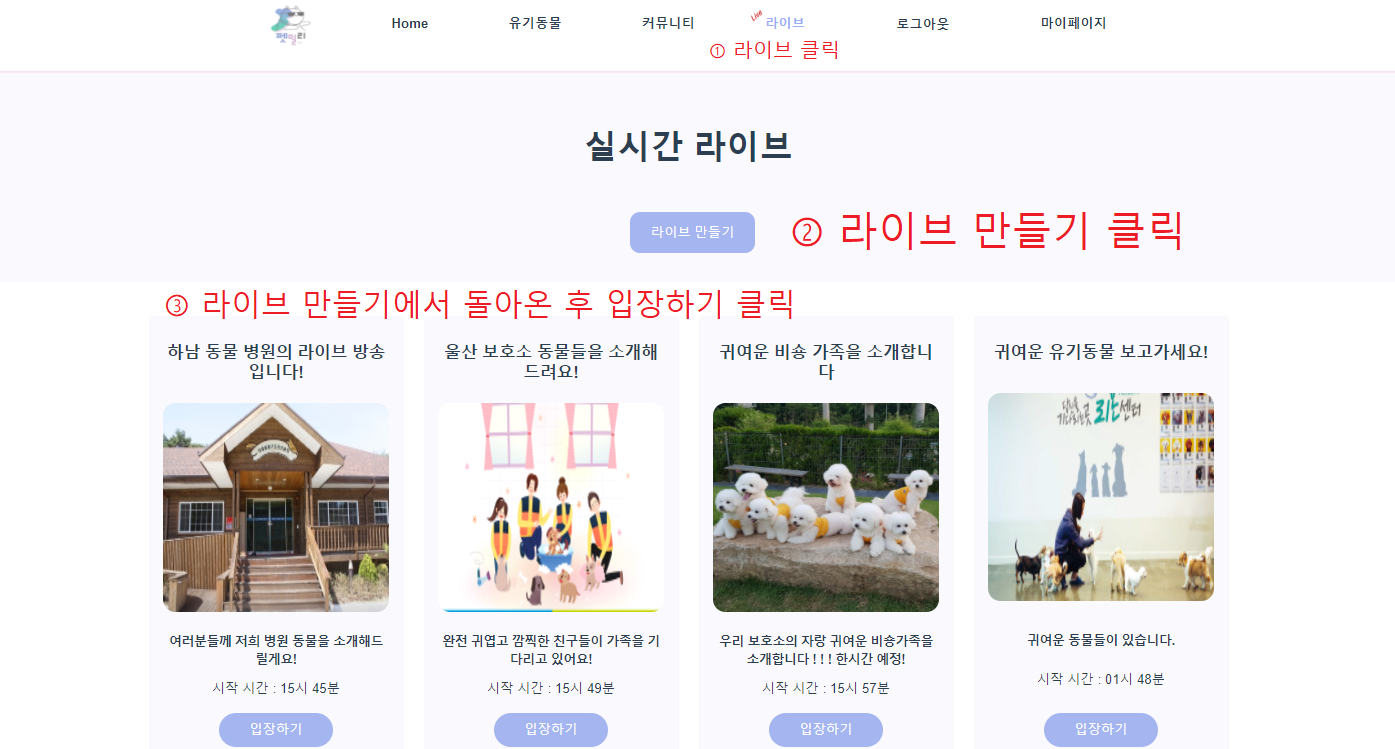 펫밀리
Home
유기동물
커뮤니티
LIVE
라이브
로그아웃
마이페이지
① 라이브 클릭
실시간 라이브
라이브 만들기
② 라이브 만들기 클릭
③ 라이브 만들기에서 돌아온 후 입장하기 클릭
하남 동물 병원의 라이브 방송
입니다!
여러분들께 저희 병원 동물을 소개해드
릴게요!
시작 시간 : 15시 45분
입장하기
울산 보호소 동물들을 소개해
드려요!
완전 귀엽고 깜찍한 친구들이 가족을 기
다리고 있어요!
시작 시간 : 15시 49분
입장하기
귀여운 비숑 가족을 소개합니
다
우리 보호소의 자랑 귀여운 비숑가족을
소개합니다 ! ! ! 한시간 예정!
시작 시간 : 15시 57분
입장하기
귀여운 유기동물 보고가세요!
리본센터
귀여운 동물들이 있습니다.
시작 시간 : 01시 48분
입장하기